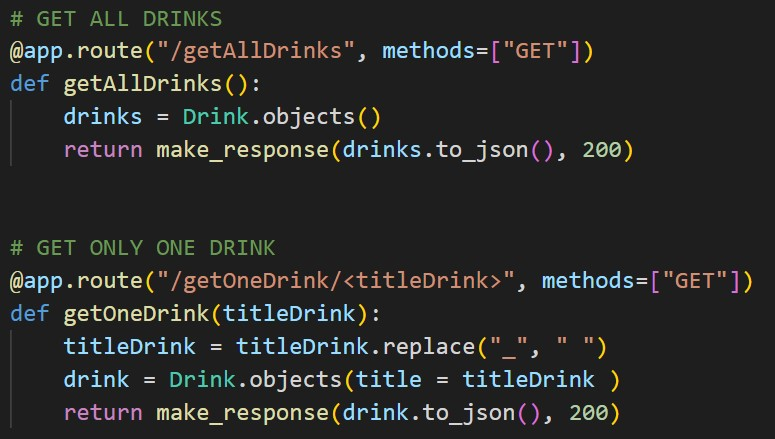 # GET ALL DRINKS
@app.route("/getAllDrinks", methods=["GET"])
def getAllDrinks():
    drinks = Drink.objects()
    return make_response(drinks.to_json(), 200)
# GET ONLY ONE DRINK
@app.route("/getOneDrink/<titleDrink>", methods=["GET"])
def getOneDrink(titleDrink):
    titleDrink = titleDrink.replace("_", " ")
    drink = Drink.objects(title = titleDrink )
    return make_response(drink.to_json(), 200)